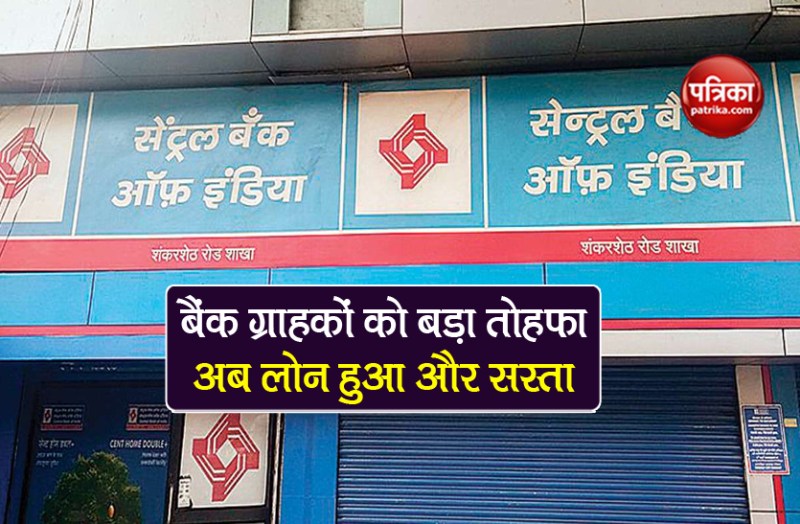 पत्रिका
patrika.com
सेंट्रल बँक
ऑफ़ इंडिया
सेन्ट्रल बै
ऑफ़ इंडिया
शंकरशेठ रोड शाखा
शंकरशेठ रोड शाखा
बैंक ग्राहकों को बड़ा तोहफा
अब लोन हुआ और सस्ता
CENT HOME DOUBLE+